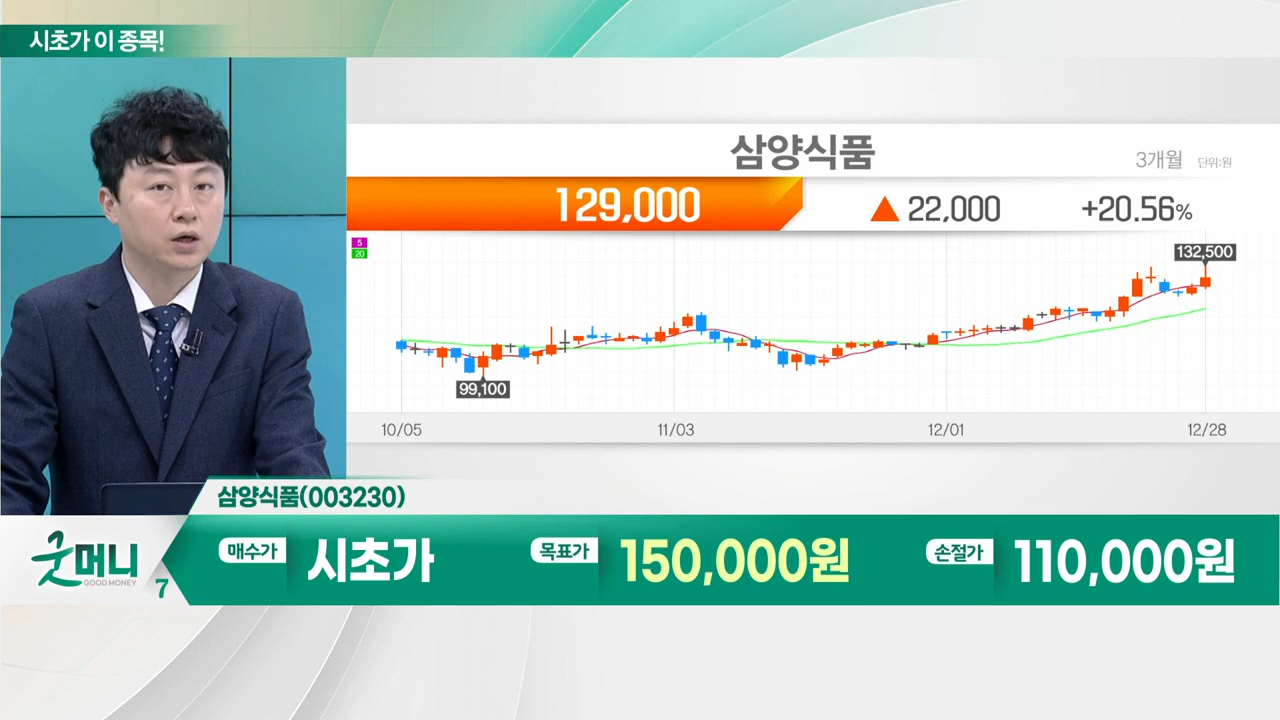 시초가 이 종목!
삼양식품
3개월 단위:원
129,000 ▲ 22,000 +20.56%
5
20
132,500
99,100
10/05 11/03 12/01 12/28
삼양식품(003230)
굿머니 GOOD MONEY 7
매수가 시초가 목표가 150,000원 손절가 110,000원